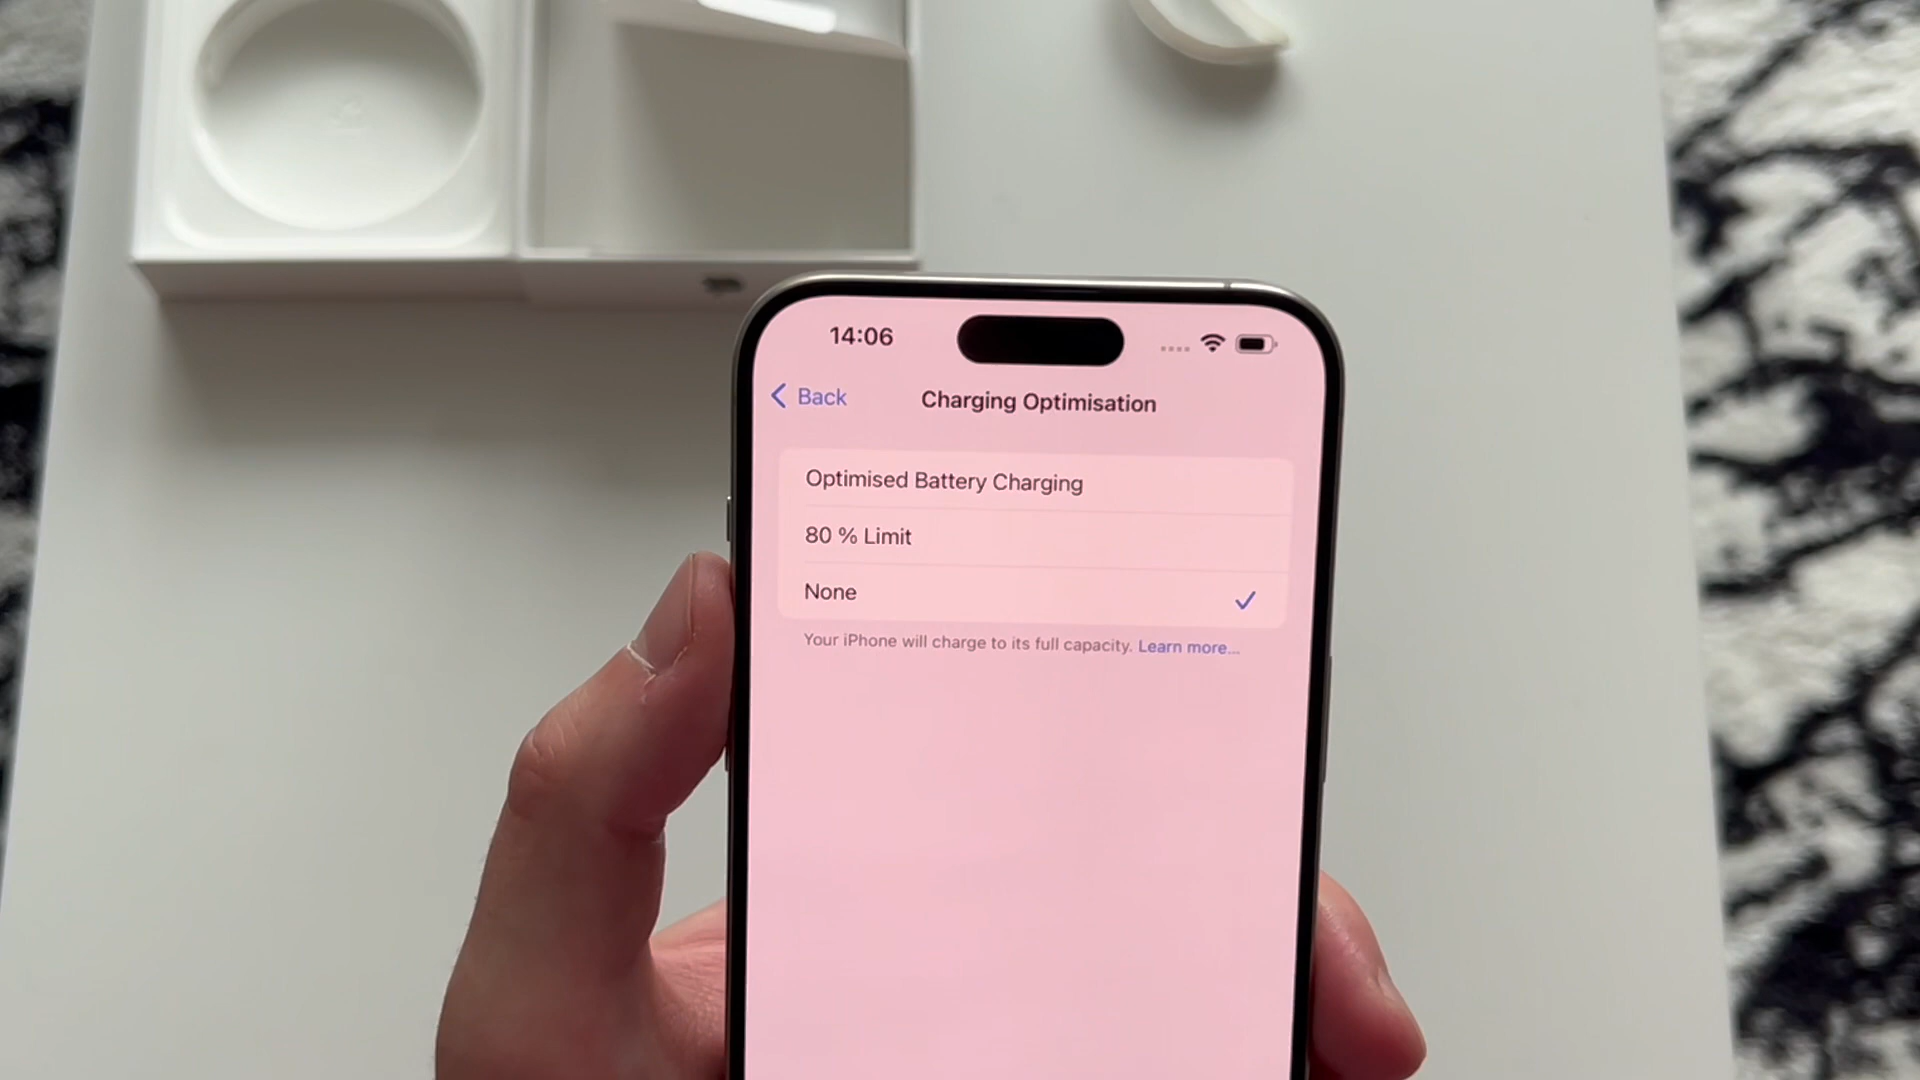 14:06
Back
Charging Optimisation
Optimised Battery Charging
80 % Limit
None
Your iPhone will charge to its full capacity. Learn more...